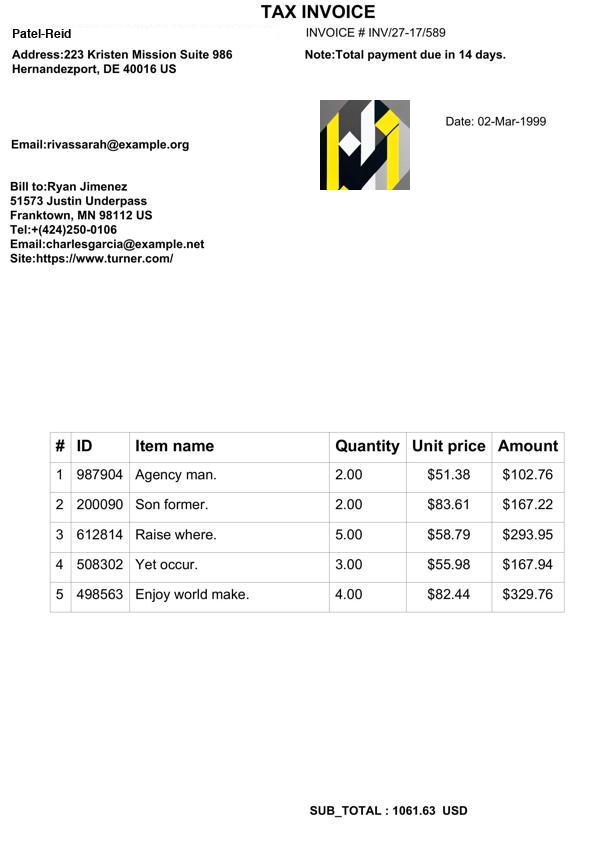 TAX INVOICE
Patel-Reid
INVOICE # INV/27-17/589
Address:223 Kristen Mission Suite 986
Hernandezport, DE 40016 US
Note:Total payment due in 14 days.
Date: 02-Mar-1999
Email:rivassarah@example.org
Bill to:Ryan Jimenez
51573 Justin Underpass
Franktown, MN 98112 US
Tel:+(424)250-0106
Email:charlesgarcia@example.net
Site:https://www.turner.com/
# ID Item name Quantity Unit price Amount
1 987904 Agency man. 2.00 $51.38 $102.76
2 200090 Son former. 2.00 $83.61 $167.22
3 612814 Raise where. 5.00 $58.79 $293.95
4 508302 Yet occur. 3.00 $55.98 $167.94
5 498563 Enjoy world make. 4.00 $82.44 $329.76
SUB_TOTAL : 1061.63 USD